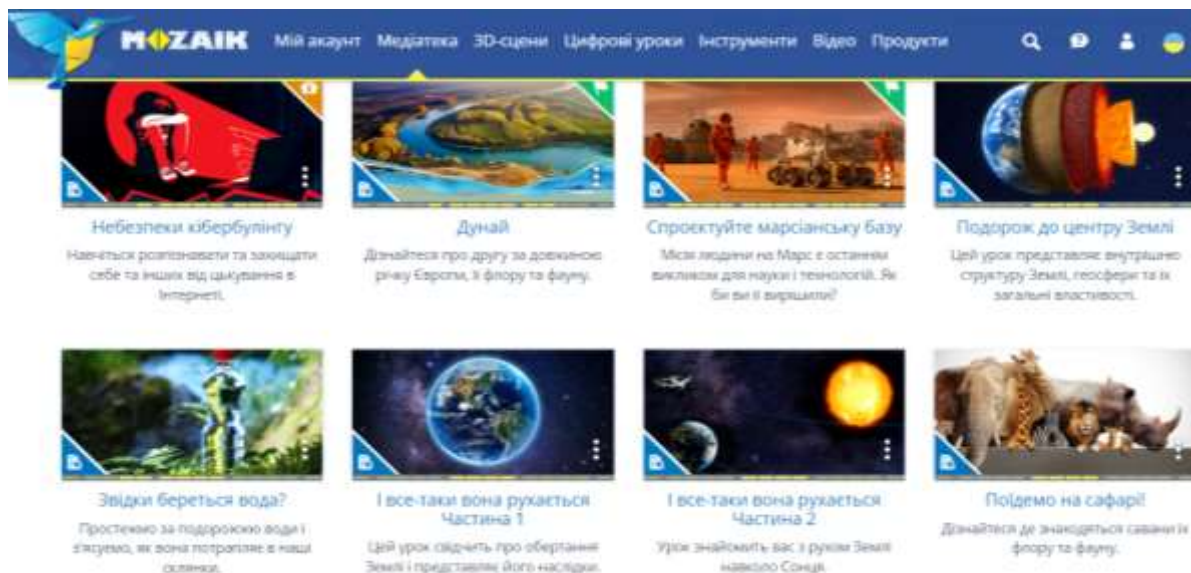 MOZAIK Мій акаунт Медіатека 3D-сцени Цифрові уроки Інструменти Відео Продукти
Небезпеки кібербулінгу
Навчіться розпізнавати та захищати
себе та інших від цькування в
Інтернеті.
Дунай
Дізнайтеся про другу за довжиною
річку Європи, її флору та фауну.
Спроєктуйте марсіанську базу
Місія людини на Марс є останнім
викликом для науки і технологій. Як
би ви її вирішили?
Подорож до центру Землі
Цей урок представляє внутрішню
структуру Землі, геосфери та їх
загальні властивості.
Звідки береться вода?
Простежимо за подорожжю води і
з'ясуємо, як вона потрапляє в наші
склянки.
І все-таки вона рухається
Частина 1
Цей урок свідчить про обертання
Землі і представляє його наслідки.
І все-таки вона рухається
Частина 2
Урок знайомить вас з рухом Землі
навколо Сонця.
Поїдемо на сафарі!
Дізнайтеся де знаходяться савани їх
флору та фауну.